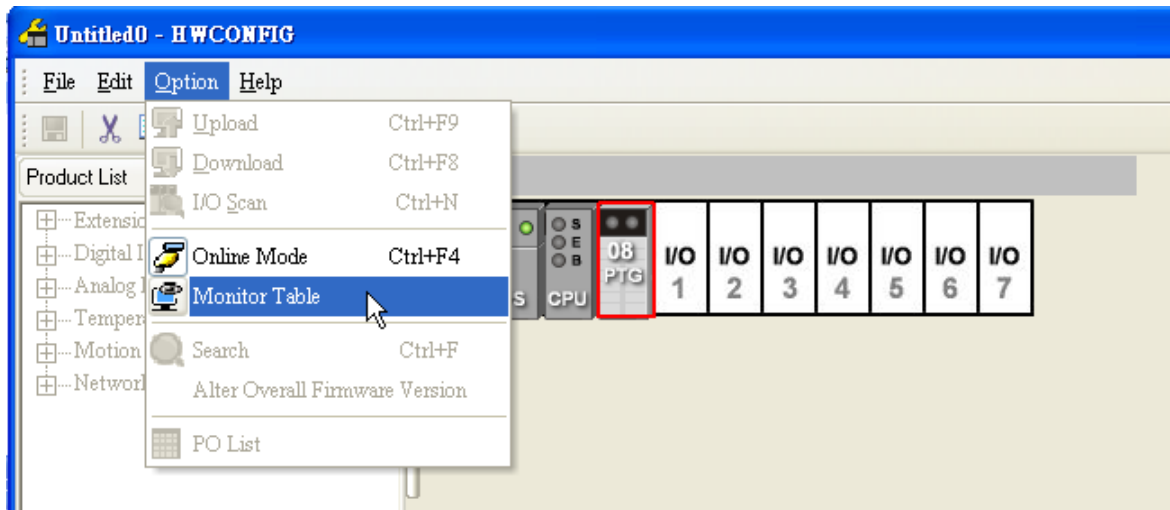 Untitled0 - HWCONFIG
File Edit Option Help
Upload Ctrl+F9
Download Ctrl+F8
I/O Scan Ctrl+N
Online Mode Ctrl+F4
Monitor Table
Search Ctrl+F
Alter Overall Firmware Version
PO List
Product List
Extensio
Digital I
Analog
Temper
Motion
Networ
S
S
E
B
CPU
08
PTG
I/O
1
I/O
2
I/O
3
I/O
4
I/O
5
I/O
6
I/O
7